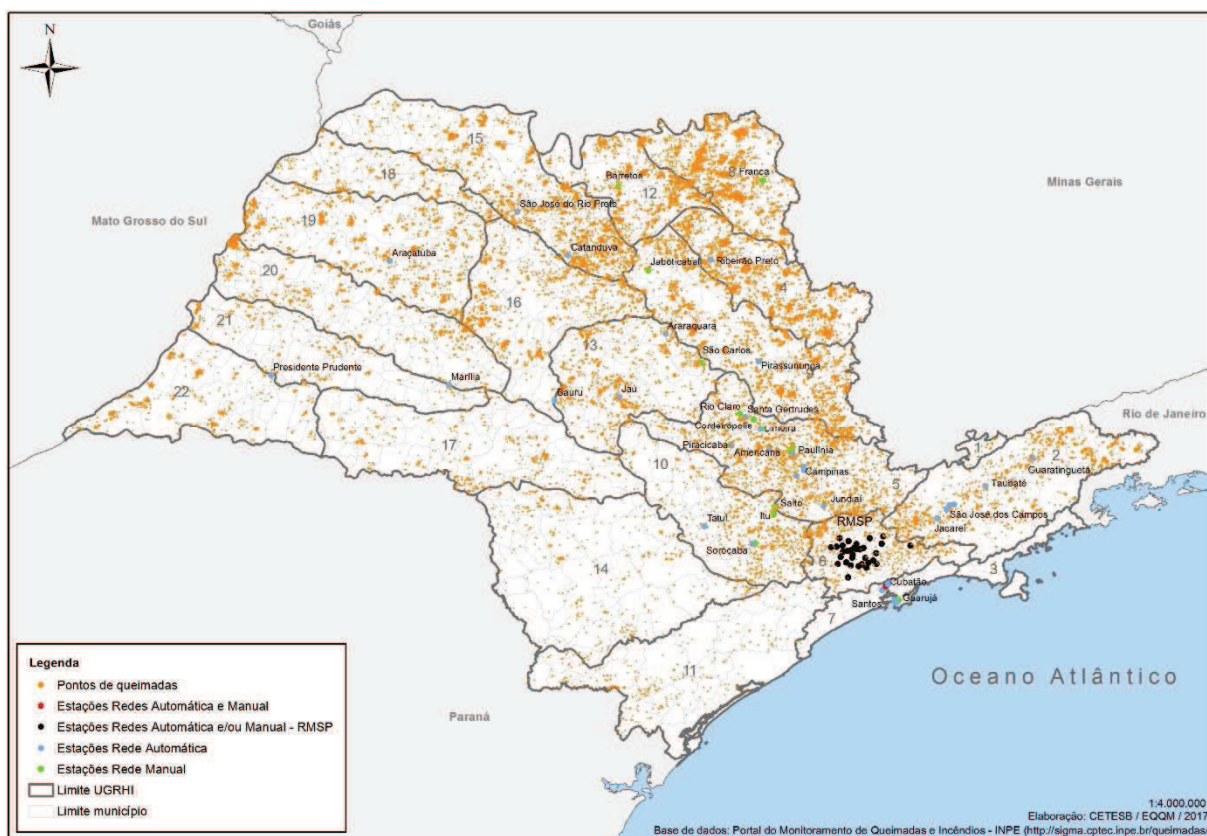 Goiás
N
Minas Gerais
Mato Grosso do Sul
15
18
8
Franca
Barretos
12
São José do Rio Preto
19
Catanduva
Araçatuba
Jaboticabal
Ribeirão Preto
4
20
16
21
Araraquara
13
São Carlos
Pirassununga
9
Presidente Prudente
Marília
22
Bauru
Jaú
Rio Claro
Santa Gertrudes
Cordeirópolis
Limeira
Rio de Janeiro
17
10
Piracicaba
Americana
Paulínia
Campinas
5
1
2
Guaratinguetá
Taubaté
Salto
Jundiaí
Itu
São José dos Campos
Jacareí
Tatuí
RMSP
Sorocaba
6
14
3
Cubatão
Santos
Guarujá
7
11
Oceano Atlântico
Paraná
Legenda
Pontos de queimadas
Estações Redes Automática e Manual
Estações Redes Automática e/ou Manual - RMSP
Estações Rede Automática
Estações Rede Manual
Limite UGRHI
Limite município
1:4.000.000
Elaboração: CETESB / EQQM / 2017
Base de dados: Portal do Monitoramento de Queimadas e Incêndios - INPE (http://sigma.cptec.inpe.br/queimadas